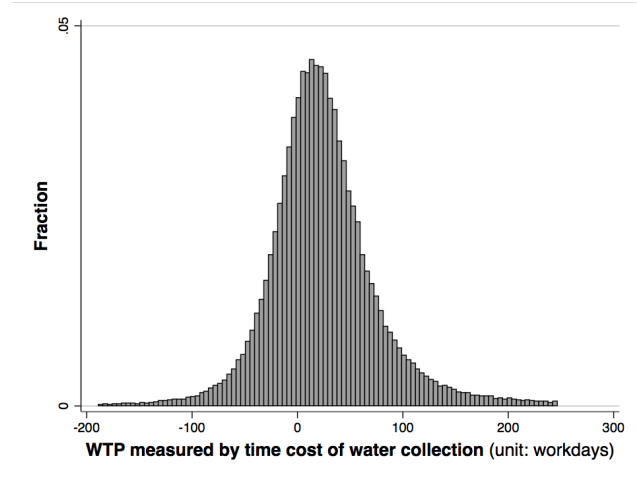 .05
Fraction
0
-200 -100 0 100 200 300
WTP measured by time cost of water collection (unit: workdays)